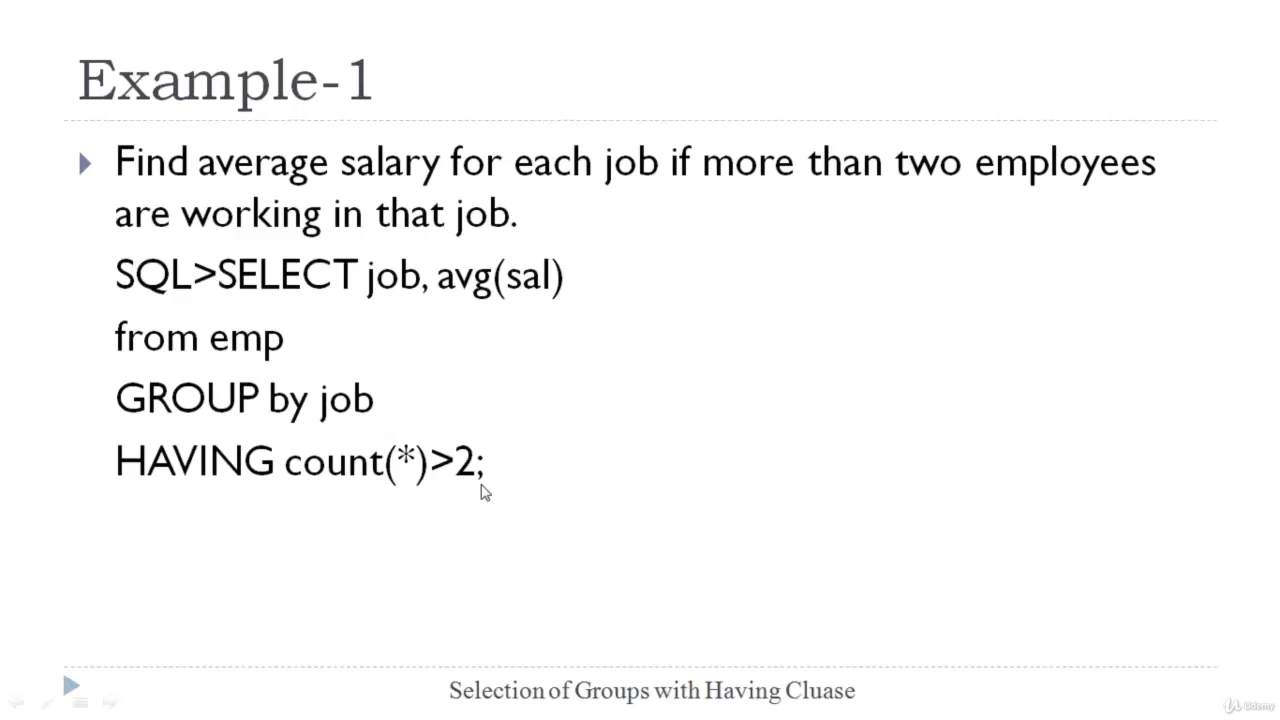 Example-1
Find average salary for each job if more than two employees
are working in that job.
SQL>SELECT job, avg(sal)
from emp
GROUP by job
HAVING count(*)>2;
Selection of Groups with Having Cluase
Udemy